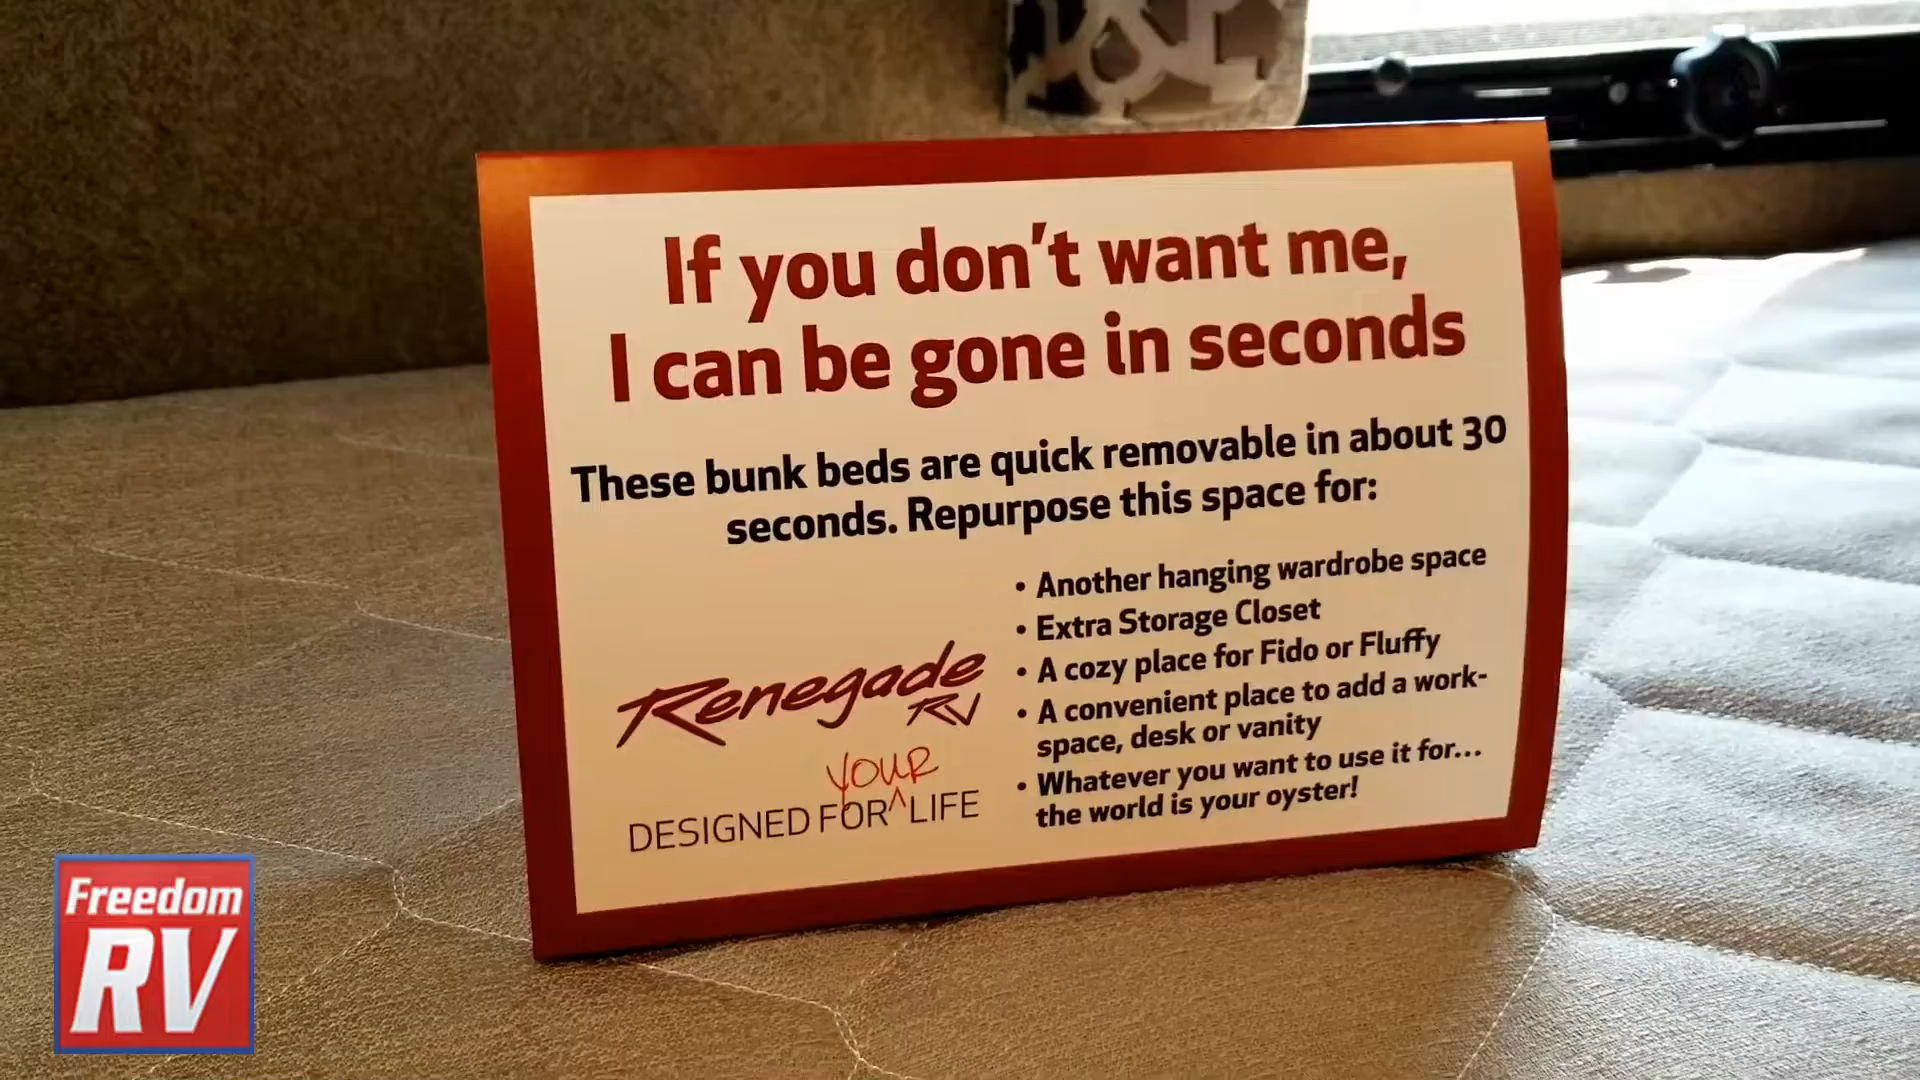 If you don't want me,
I can be gone in seconds
These bunk beds are quick removable in about 30
seconds. Repurpose this space for:
• Another hanging wardrobe space
• Extra Storage Closet
• A cozy place for Fido or Fluffy
• A convenient place to add a work-
space, desk or vanity
• Whatever you want to use it for...
the world is your oyster!
Renegade
RV
YOUR
DESIGNED FOR^LIFE
Freedom
RV